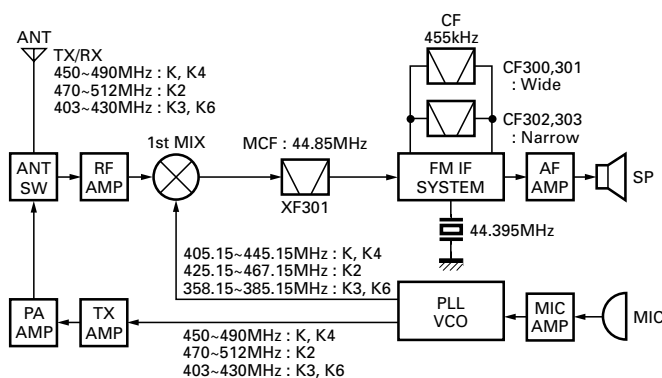 ANT
TX/RX
450~490MHz : K, K4
470~512MHz : K2
403~430MHz : K3, K6
CF
455kHz
CF300,301
: Wide
CF302,303
: Narrow
1st MIX
MCF : 44.85MHz
ANT
SW
RF
AMP
XF301
FM IF
SYSTEM
AF
AMP
SP
44.395MHz
405.15~445.15MHz : K, K4
425.15~467.15MHz : K2
358.15~385.15MHz : K3, K6
PA
AMP
TX
AMP
PLL
VCO
MIC
AMP
MIC
450~490MHz : K, K4
470~512MHz : K2
403~430MHz : K3, K6